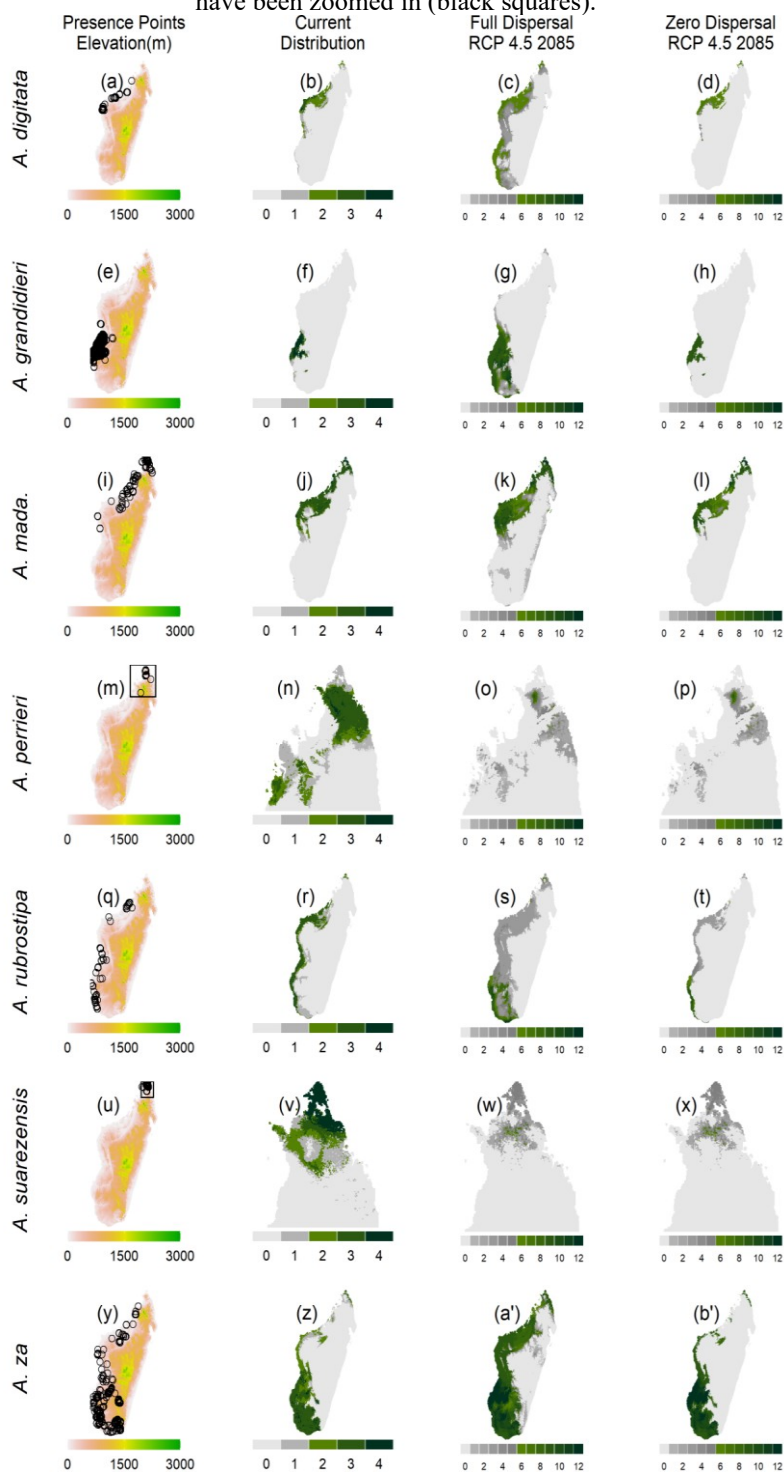 have been zoomed in (black squares).
Presence Points Elevation(m)
Current Distribution
Full Dispersal RCP 4.5 2085
Zero Dispersal RCP 4.5 2085
A. digitata
(a) (b) (c) (d)
0 1500 3000 0 1 2 3 4 0 2 4 6 8 10 12 0 2 4 6 8 10 12
A. grandidieri
(e) (f) (g) (h)
0 1500 3000 0 1 2 3 4 0 2 4 6 8 10 12 0 2 4 6 8 10 12
A. mada.
(i) (j) (k) (l)
0 1500 3000 0 1 2 3 4 0 2 4 6 8 10 12 0 2 4 6 8 10 12
A. perrieri
(m) (n) (o) (p)
0 1500 3000 0 1 2 3 4 0 2 4 6 8 10 12 0 2 4 6 8 10 12
A. rubrostipa
(q) (r) (s) (t)
0 1500 3000 0 1 2 3 4 0 2 4 6 8 10 12 0 2 4 6 8 10 12
A. suarezensis
(u) (v) (w) (x)
0 1500 3000 0 1 2 3 4 0 2 4 6 8 10 12 0 2 4 6 8 10 12
A. za
(y) (z) (a') (b')
0 1500 3000 0 1 2 3 4 0 2 4 6 8 10 12 0 2 4 6 8 10 12